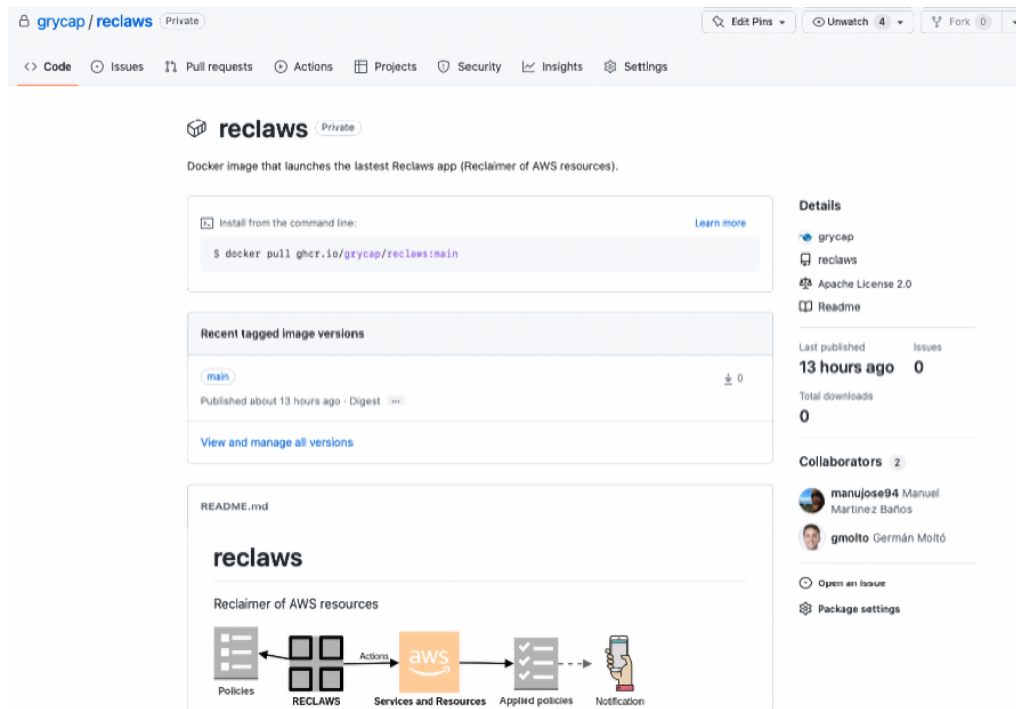 grycap / reclaws Private
Edit Pins Unwatch 4 Fork 0
Code Issues Pull requests Actions Projects Security Insights Settings
reclaws Private
Docker image that launches the lastest Reclaws app (Reclaimer of AWS resources).
Install from the command line: Learn more
$ docker pull ghcr.io/grycap/reclaws:main
Recent tagged image versions
main 0
Published about 13 hours ago · Digest ···
View and manage all versions
README.md
reclaws
Reclaimer of AWS resources
Policies
RECLAWS
Actions
aws
Services and Resources
Applied policies
Notification
Details
grycap
reclaws
Apache License 2.0
Readme
Last published Issues
13 hours ago 0
Total downloads
0
Collaborators 2
manujose94 Manuel
Martinez Baños
gmolto Germán Moltó
Open an issue
Package settings